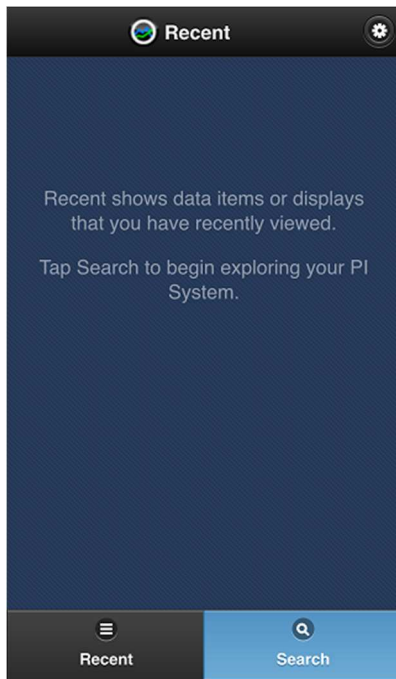 Recent
Recent shows data items or displays
that you have recently viewed.
Tap Search to begin exploring your PI
System.
Recent
Search